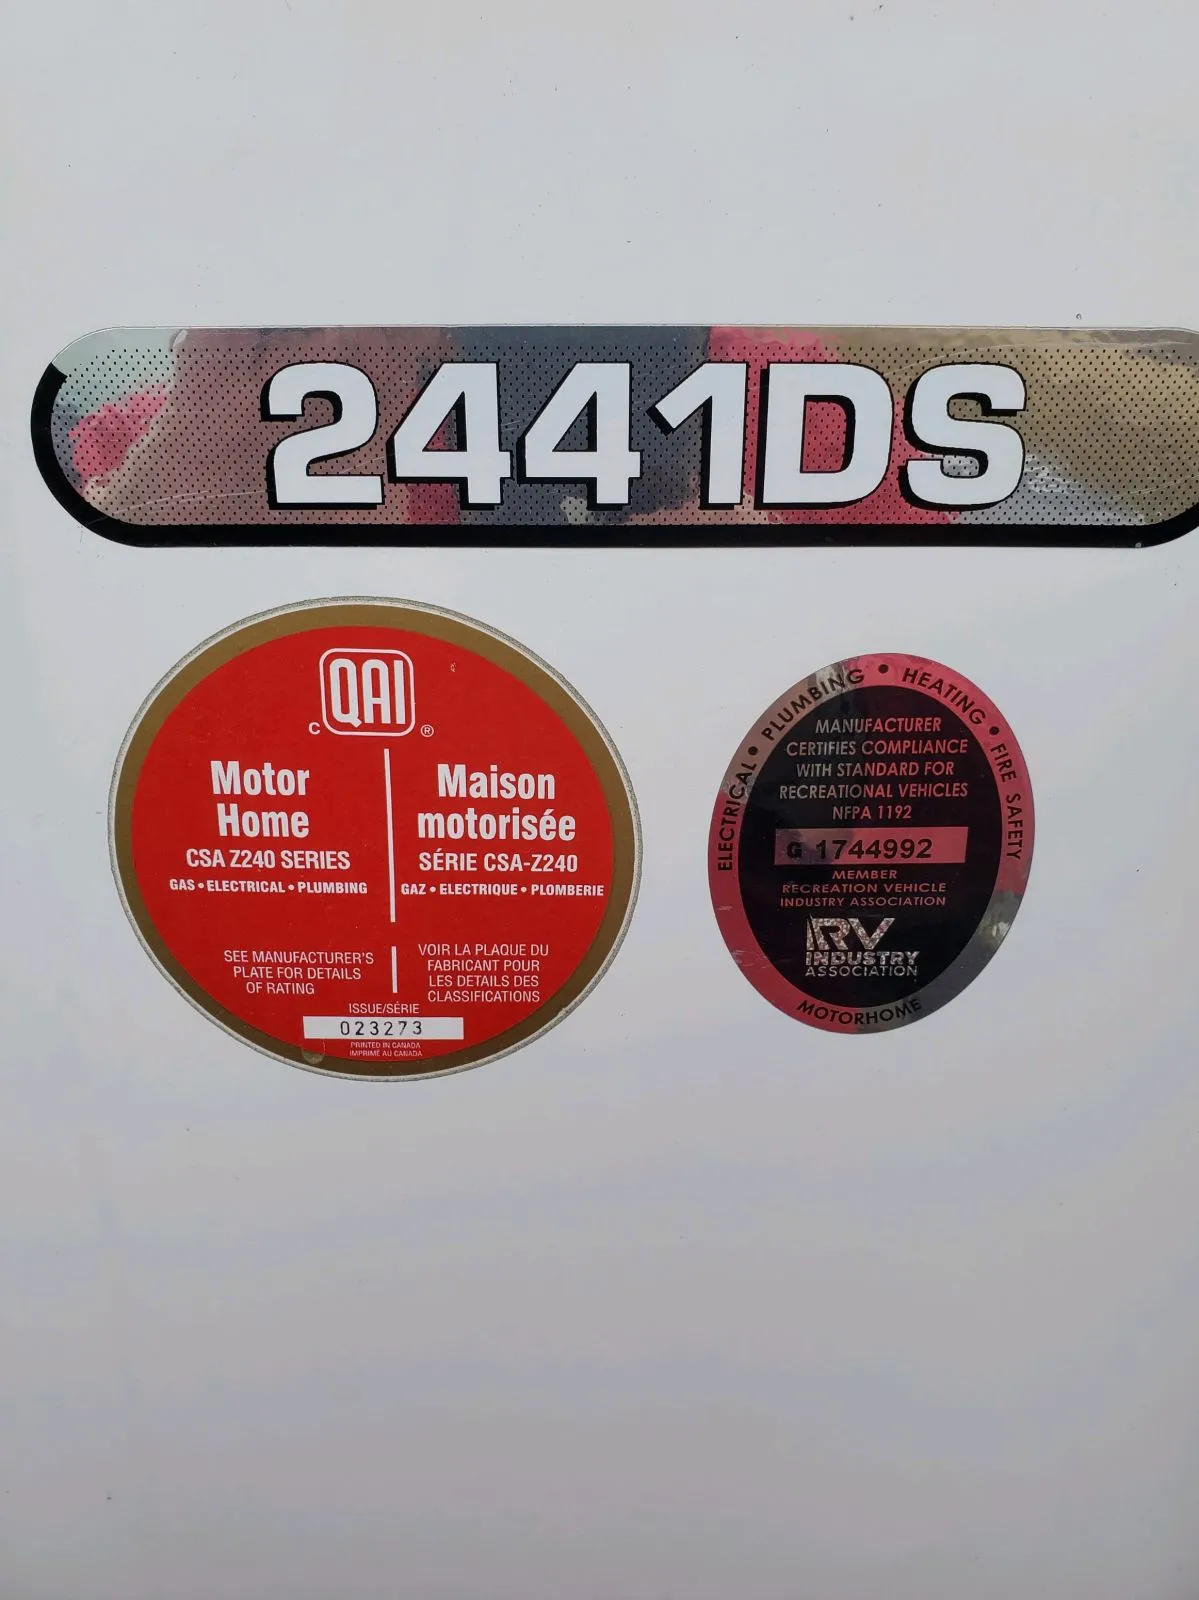 2441DS
QAI
C ®
Motor
Home
CSA Z240 SERIES
GAS • ELECTRICAL • PLUMBING
SEE MANUFACTURER'S
PLATE FOR DETAILS
OF RATING
Maison
motorisée
SÉRIE CSA-Z240
GAZ • ELECTRIQUE • PLOMBERIE
VOIR LA PLAQUE DU
FABRICANT POUR
LES DETAILS DES
CLASSIFICATIONS
ISSUE/SÉRIE
023273
PRINTED IN CANADA
IMPRIMÉ AU CANADA
ELECTRICAL • PLUMBING • HEATING • FIRE SAFETY
MANUFACTURER
CERTIFIES COMPLIANCE
WITH STANDARD FOR
RECREATIONAL VEHICLES
NFPA 1192
G 1744992
MEMBER
RECREATION VEHICLE
INDUSTRY ASSOCIATION
RV
INDUSTRY
ASSOCIATION
MOTORHOME